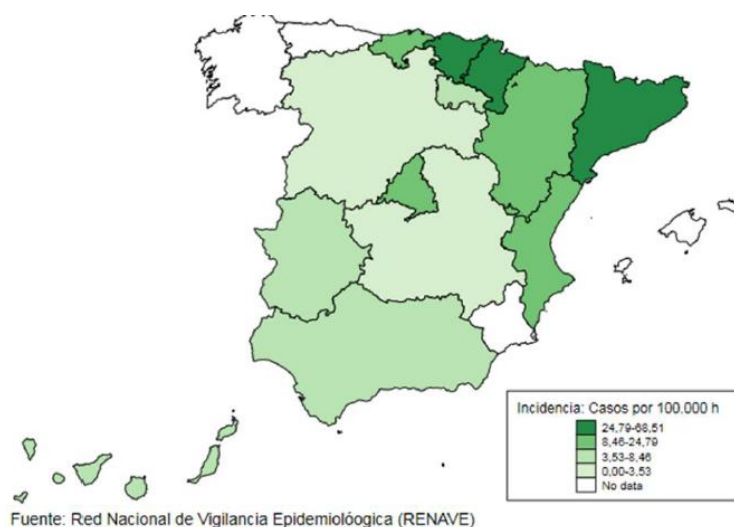 Incidencia: Casos por 100.000 h
24,79-68,51
8,46-24,79
3,53-8,46
0,00-3,53
No data
Fuente: Red Nacional de Vigilancia Epidemiolóogica (RENAVE)